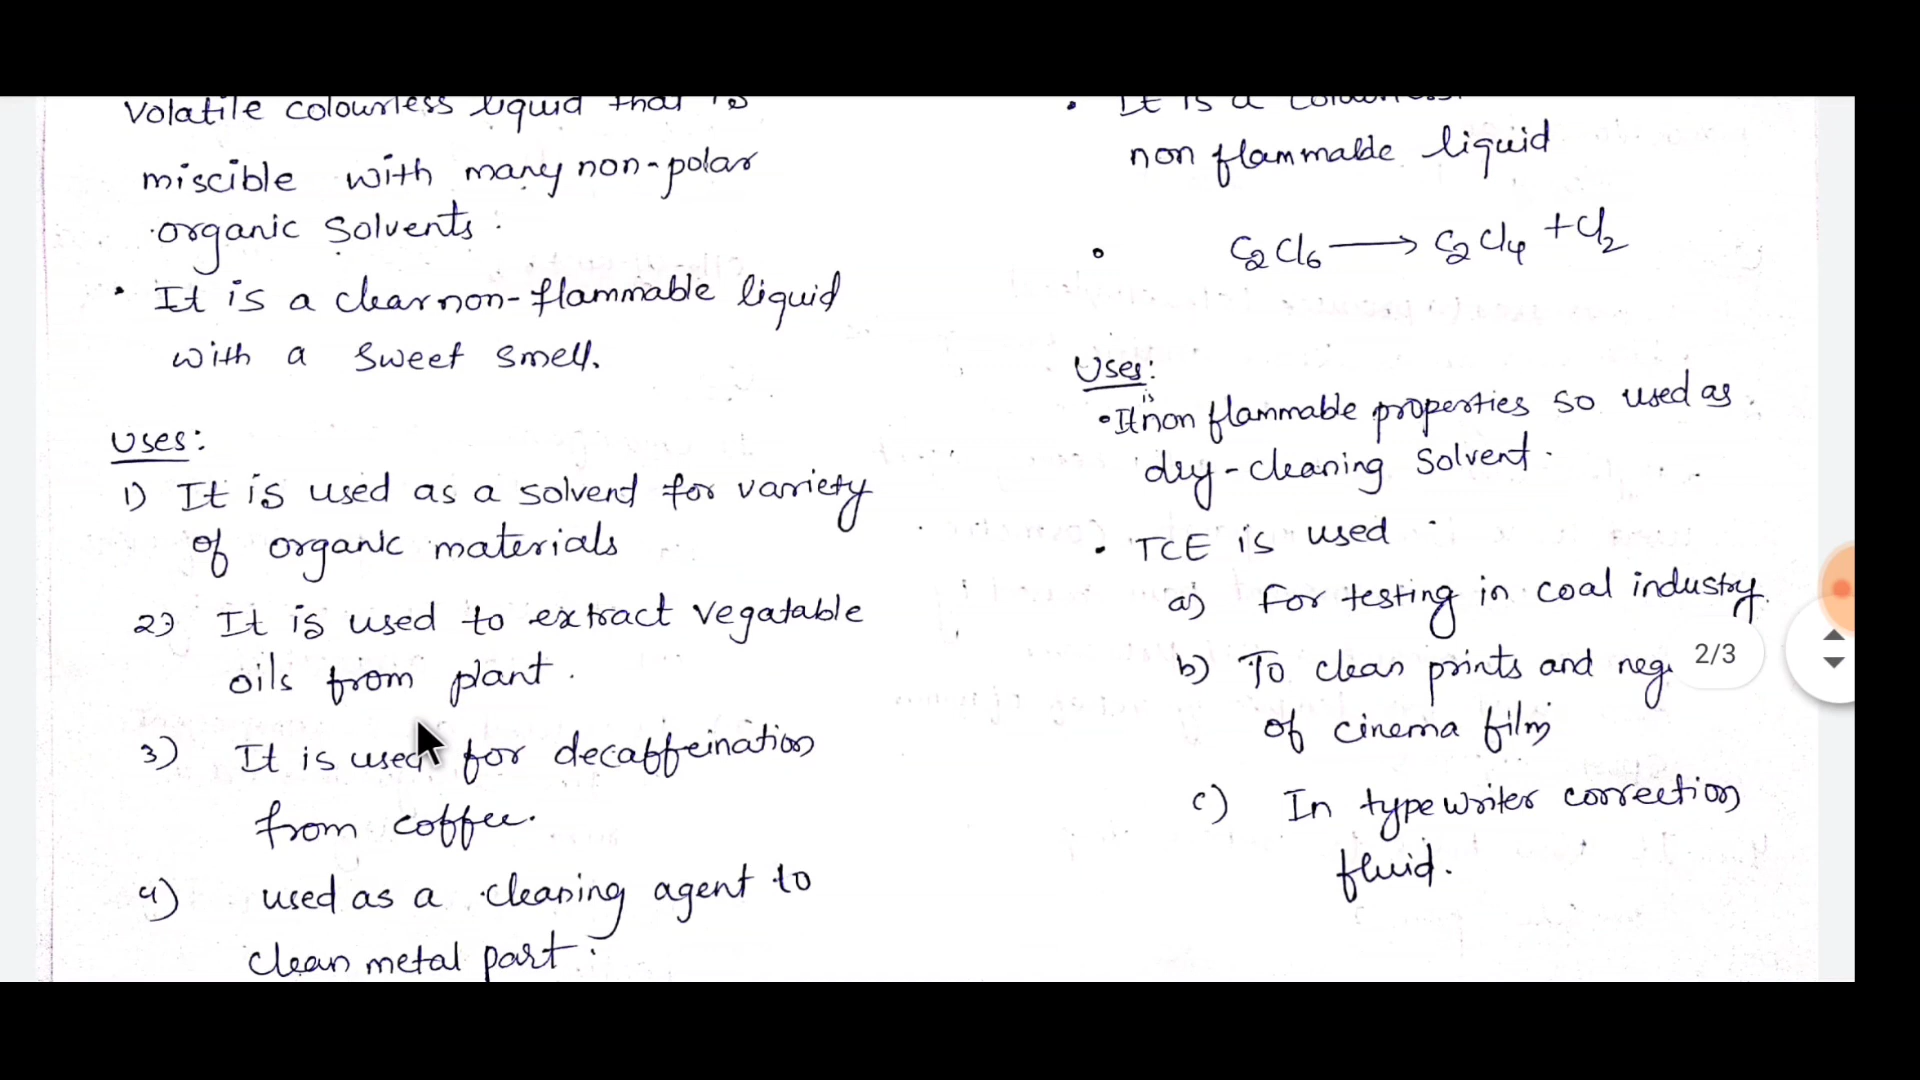 Volatile colourless liquid that is
miscible with many non-polar
organic Solvents.
• It is a clear non-flammable liquid
with a sweet smell.
Uses:
1) It is used as a solvent for variety
of organic materials
2) It is used to extract vegatable
oils from plant.
3) It is used for decaffeination
from coffee.
4) used as a cleaning agent to
clean metal part.
• It is a colourless
non flammable liquid
• C2Cl6 ⟶ C2Cl4 + Cl2
Uses:
• It is non flammable properties so used as
dry-cleaning Solvent.
• TCE is used
a) For testing in coal industry.
b) To clean prints and neg
of cinema film
c) In typewriter correction
fluid.
2/3